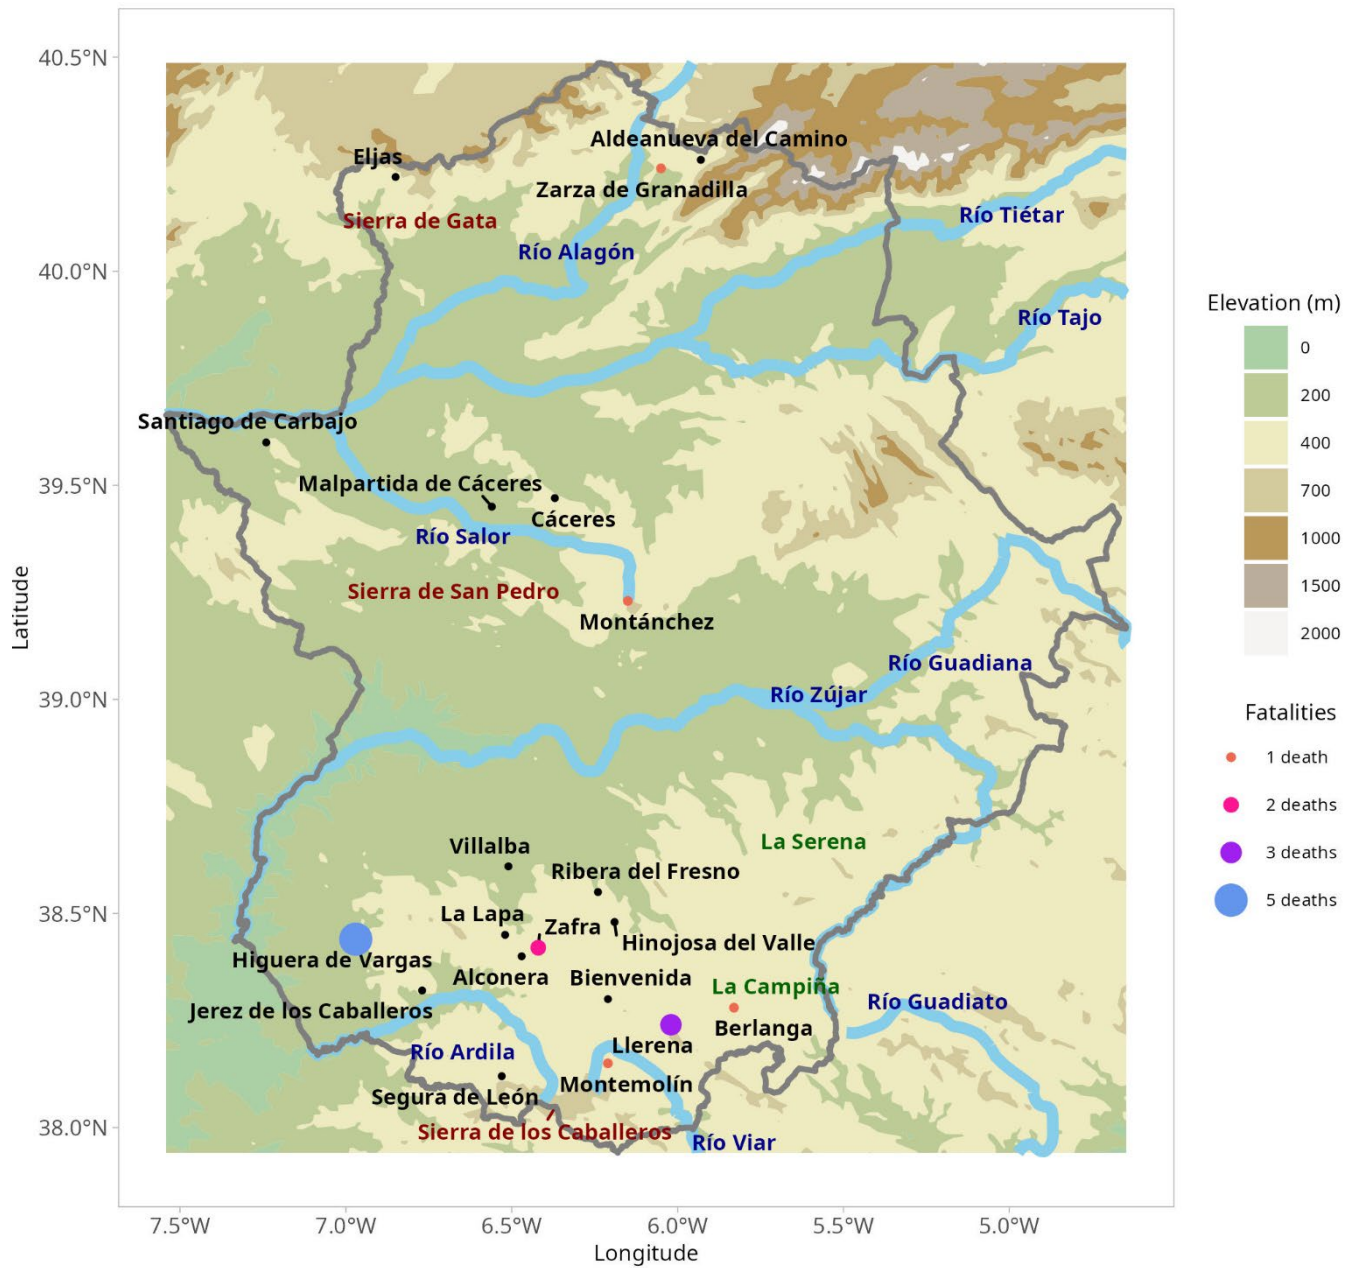 40.5°N
Aldeanueva del Camino
Eljas
Zarza de Granadilla
Sierra de Gata
Río Tiétar
Río Alagón
40.0°N
Río Tajo
Elevation (m)
0
200
400
700
1000
1500
2000
Santiago de Carbajo
Malpartida de Cáceres
39.5°N
Cáceres
Río Salor
Sierra de San Pedro
Montánchez
Latitude
Río Guadiana
39.0°N
Río Zújar
Fatalities
1 death
2 deaths
3 deaths
5 deaths
La Serena
Villalba
Ribera del Fresno
38.5°N
La Lapa
Zafra
Hinojosa del Valle
Higuera de Vargas
Alconera
Bienvenida
La Campiña
Río Guadiato
Jerez de los Caballeros
Berlanga
Llerena
Río Ardila
Montemolín
Segura de León
38.0°N
Sierra de los Caballeros
Río Viar
7.5°W
7.0°W
6.5°W
6.0°W
5.5°W
5.0°W
Longitude